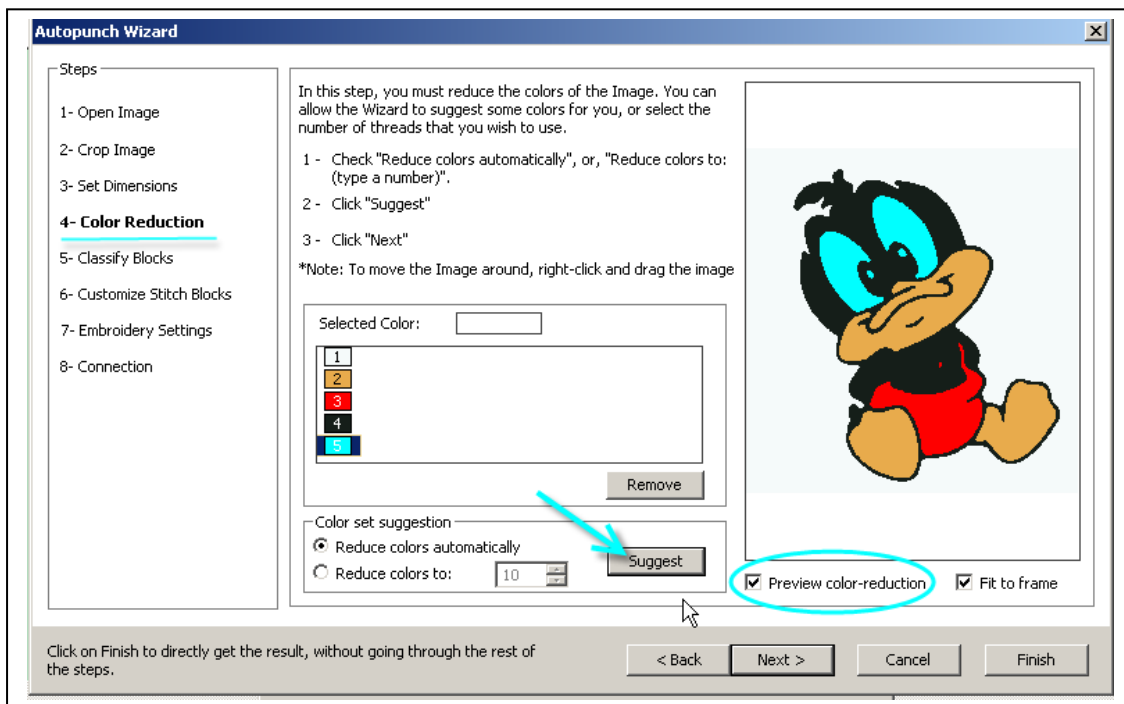 Autopunch Wizard
Steps
1- Open Image
2- Crop Image
3- Set Dimensions
4- Color Reduction
5- Classify Blocks
6- Customize Stitch Blocks
7- Embroidery Settings
8- Connection
In this step, you must reduce the colors of the Image. You can
allow the Wizard to suggest some colors for you, or select the
number of threads that you wish to use.
1 - Check "Reduce colors automatically", or, "Reduce colors to:
(type a number)".
2 - Click "Suggest"
3 - Click "Next"
*Note: To move the Image around, right-click and drag the image
Selected Color:
1
2
3
4
5
Remove
Color set suggestion
Reduce colors automatically
Reduce colors to: 10
Suggest
Preview color-reduction
Fit to frame
Click on Finish to directly get the result, without going through the rest of
the steps.
< Back
Next >
Cancel
Finish